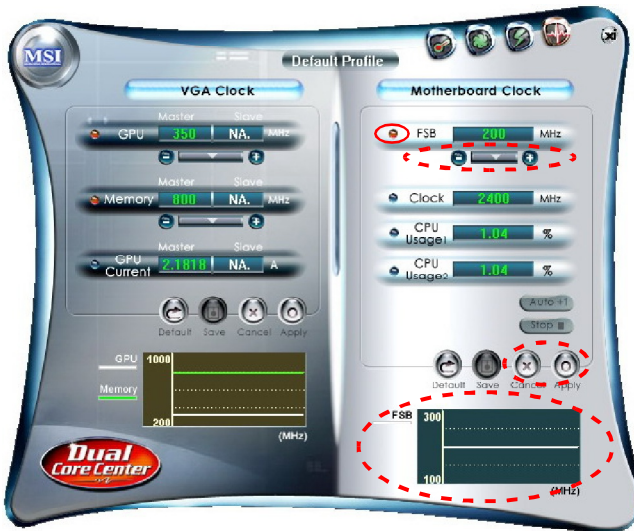 MSI
Default Profile
VGA Clock
Master Slave
GPU 350 NA. MHz
Master Slave
Memory 800 NA. MHz
Master Slave
GPU Current 2.1818 NA. A
Default Save Cancel Apply
GPU
Memory
1000
200
(MHz)
Dual
Core Center
Motherboard Clock
FSB 200 MHz
Clock 2400 MHz
CPU Usage1 1.04 %
CPU Usage2 1.04 %
Auto +1
Stop
Default Save Cancel Apply
FSB
300
100
(MHz)